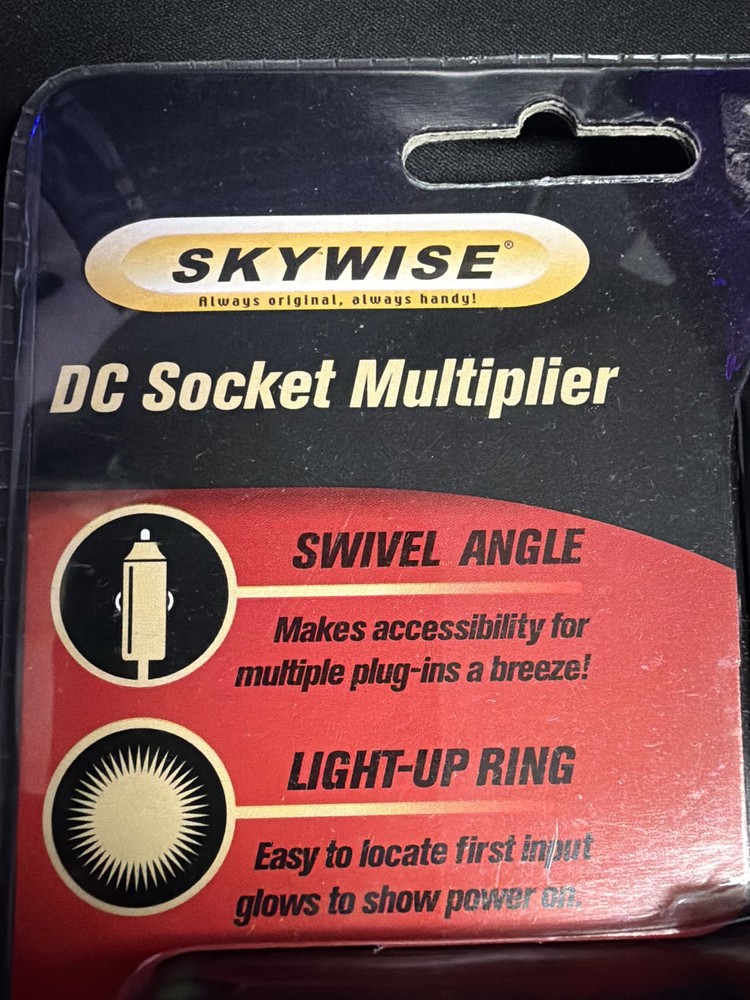 SKYWISE®
Always original, always handy!
DC Socket Multiplier
SWIVEL ANGLE
Makes accessibility for
multiple plug-ins a breeze!
LIGHT-UP RING
Easy to locate first input
glows to show power on.